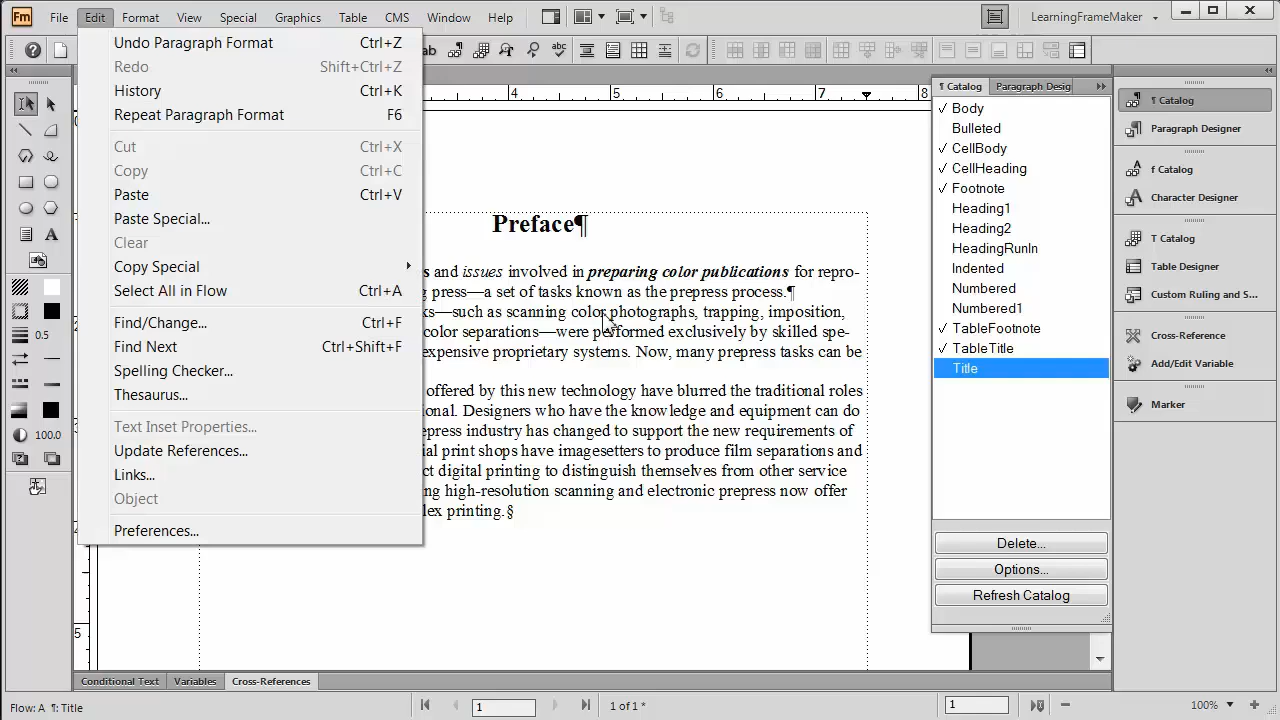 Fm File Edit Format View Special Graphics Table CMS Window Help LearningFrameMaker
Undo Paragraph Format Ctrl+Z
Redo Shift+Ctrl+Z
History Ctrl+K
Repeat Paragraph Format F6
Cut Ctrl+X
Copy Ctrl+C
Paste Ctrl+V
Paste Special...
Clear
Copy Special
Select All in Flow Ctrl+A
Find/Change... Ctrl+F
Find Next Ctrl+Shift+F
Spelling Checker...
Thesaurus...
Text Inset Properties...
Update References...
Links...
Object
Preferences...
0.5
100.0
4 5 6 7 8
Preface¶
and issues involved in preparing color publications for repro-
press—a set of tasks known as the prepress process.¶
ks—such as scanning color photographs, trapping, imposition,
color separations—were performed exclusively by skilled spe-
expensive proprietary systems. Now, many prepress tasks can be
offered by this new technology have blurred the traditional roles
ional. Designers who have the knowledge and equipment can do
epress industry has changed to support the new requirements of
ial print shops have imagesetters to produce film separations and
ct digital printing to distinguish themselves from other service
ng high-resolution scanning and electronic prepress now offer
lex printing.§
5
¶ Catalog Paragraph Desig
Body
Bulleted
CellBody
CellHeading
Footnote
Heading1
Heading2
HeadingRunIn
Indented
Numbered
Numbered1
TableFootnote
TableTitle
Title
Delete...
Options...
Refresh Catalog
¶ Catalog
Paragraph Designer
f Catalog
Character Designer
T Catalog
Table Designer
Custom Ruling and S...
Cross-Reference
Add/Edit Variable
Marker
Conditional Text Variables Cross-References
Flow: A ¶: Title 1 1 of 1 * 1 100%